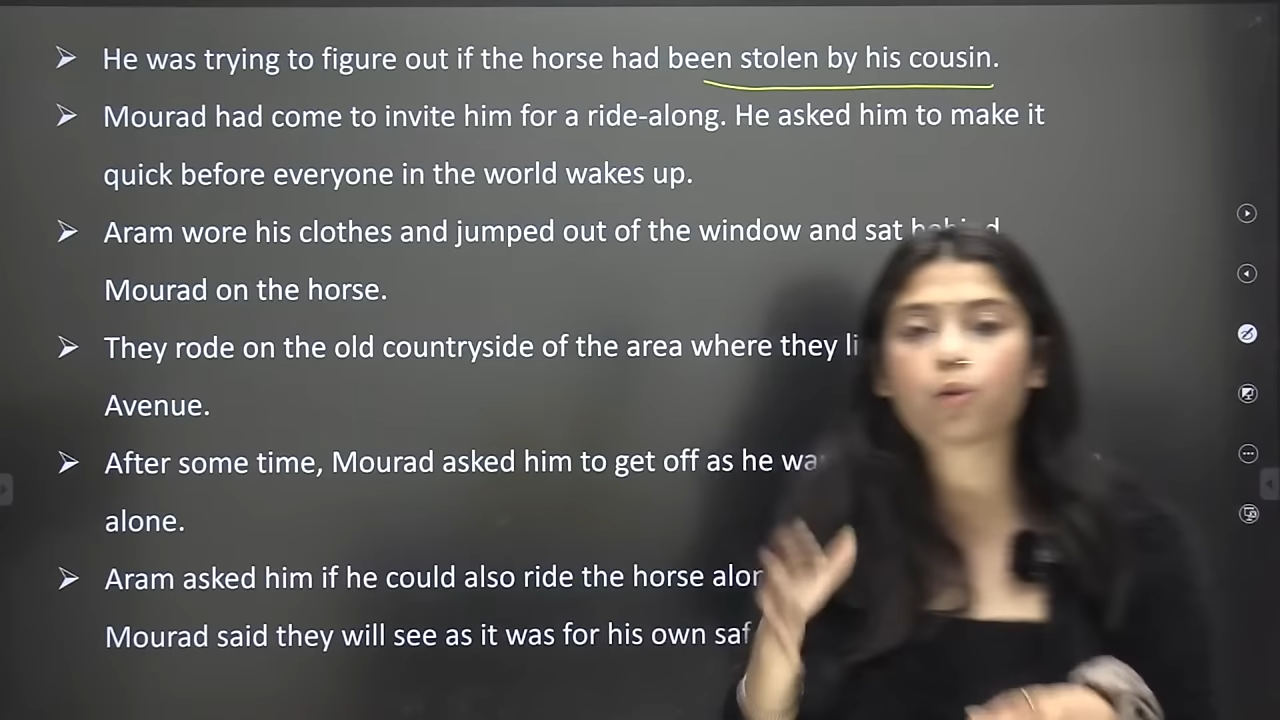 ➢ He was trying to figure out if the horse had been stolen by his cousin.
➢ Mourad had come to invite him for a ride-along. He asked him to make it
quick before everyone in the world wakes up.
➢ Aram wore his clothes and jumped out of the window and sat behind
Mourad on the horse.
➢ They rode on the old countryside of the area where they
Avenue.
➢ After some time, Mourad asked him to get off as he
alone.
➢ Aram asked him if he could also ride the horse
Mourad said they will see as it was for his own